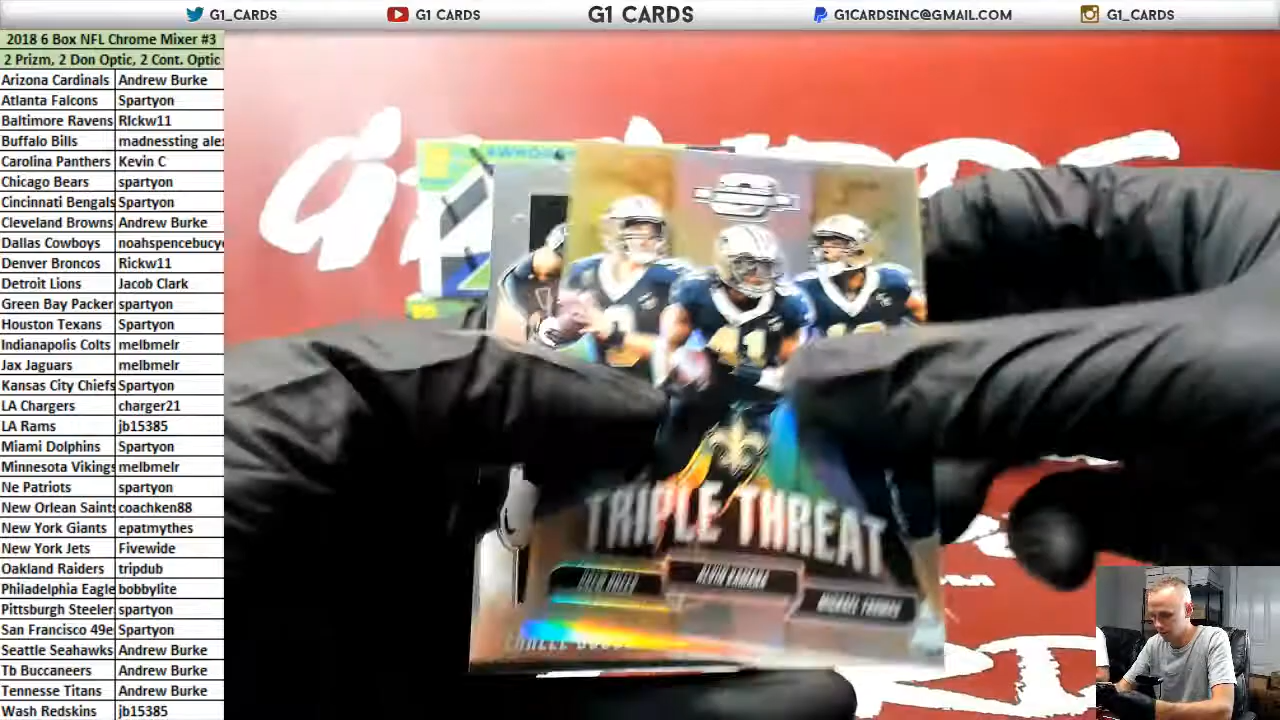 G1_CARDS
G1 CARDS
G1 CARDS
G1CARDSINC@GMAIL.COM
G1_CARDS
2018 6 Box NFL Chrome Mixer #3
2 Prizm, 2 Don Optic, 2 Cont. Optic
Arizona Cardinals Andrew Burke
Atlanta Falcons Spartyon
Baltimore Ravens RIckw11
Buffalo Bills madnessting ale
Carolina Panthers Kevin C
Chicago Bears spartyon
Cincinnati Bengals Spartyon
Cleveland Browns Andrew Burke
Dallas Cowboys noahspencebucy
Denver Broncos Rickw11
Detroit Lions Jacob Clark
Green Bay Packer spartyon
Houston Texans Spartyon
Indianapolis Colts melbmelr
Jax Jaguars melbmelr
Kansas City Chiefs Spartyon
LA Chargers charger21
LA Rams jb15385
Miami Dolphins Spartyon
Minnesota Vikings melbmelr
Ne Patriots spartyon
New Orlean Saints coachken88
New York Giants epatmythes
New York Jets Fivewide
Oakland Raiders tripdub
Philadelphia Eagle bobbylite
Pittsburgh Steeler spartyon
San Francisco 49e Spartyon
Seattle Seahawks Andrew Burke
Tb Buccaneers Andrew Burke
Tennesse Titans Andrew Burke
Wash Redskins jb15385
41
TRIPLE THREAT
ALVIN KAMARA
MICHAEL THOMAS